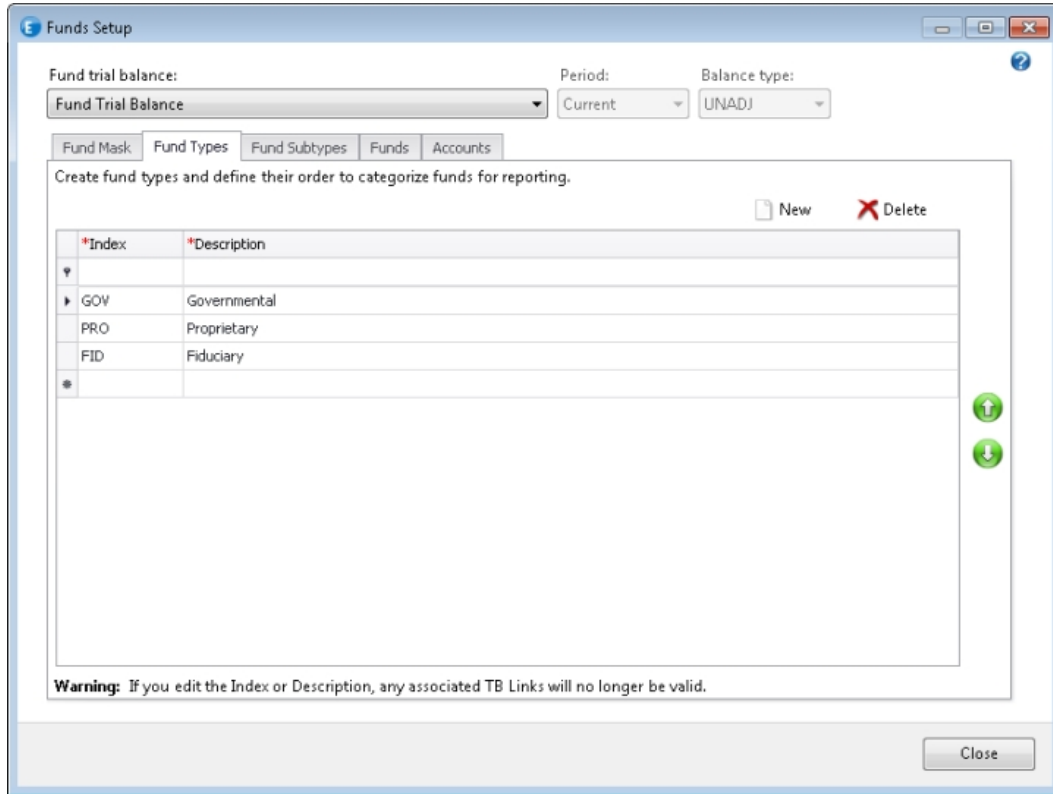 Funds Setup
Fund trial balance:
Period:
Balance type:
Fund Trial Balance
Current
UNADJ
Fund Mask
Fund Types
Fund Subtypes
Funds
Accounts
Create fund types and define their order to categorize funds for reporting.
New
Delete
*Index
*Description
GOV
Governmental
PRO
Proprietary
FID
Fiduciary
Warning: If you edit the Index or Description, any associated TB Links will no longer be valid.
Close